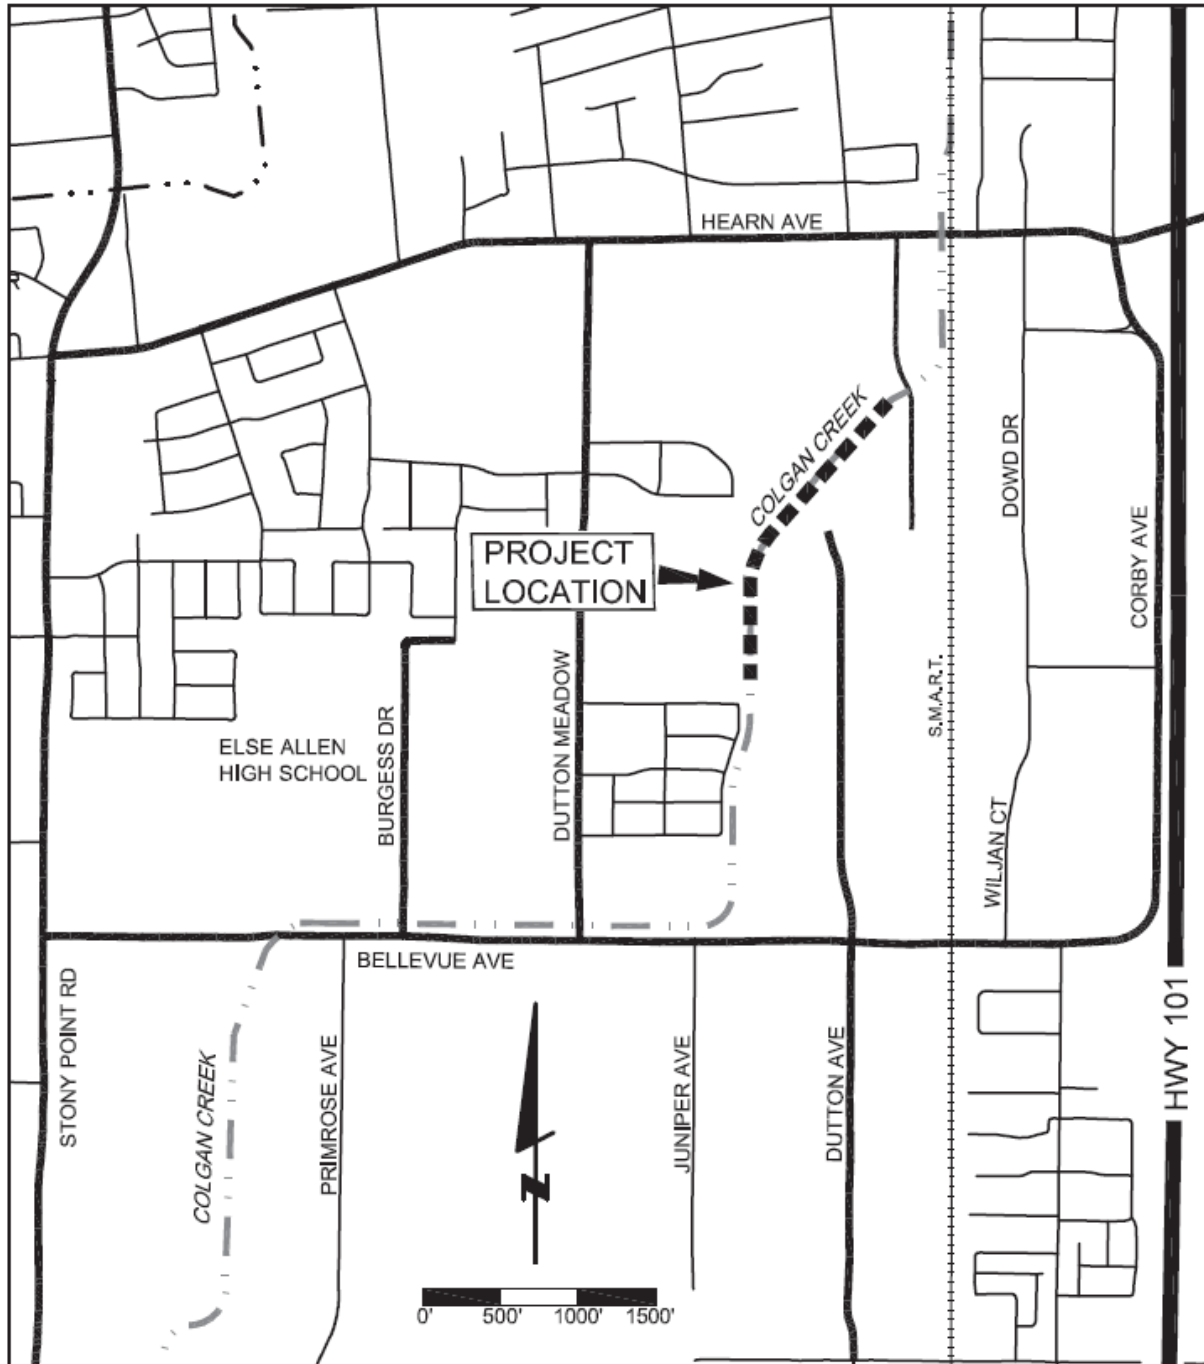 HEARN AVE
COLGAN CREEK
DOWD DR
CORBY AVE
PROJECT
LOCATION
S.M.A.R.T.
DUTTON MEADOW
BURGESS DR
ELSE ALLEN
HIGH SCHOOL
WILJAN CT
BELLEVUE AVE
STONY POINT RD
COLGAN CREEK
PRIMROSE AVE
JUNIPER AVE
DUTTON AVE
HWY 101
N
0' 500' 1000' 1500'